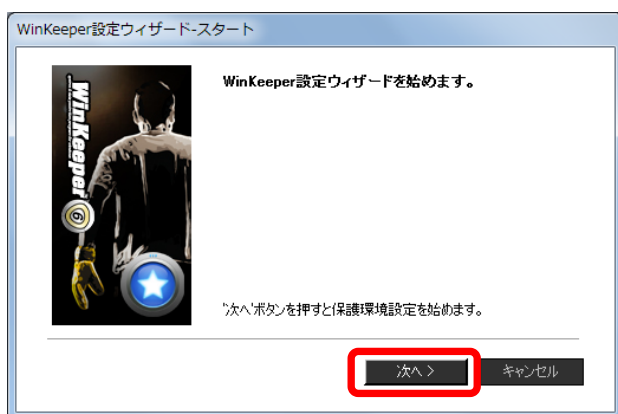 WinKeeper設定ウィザード-スタート
WinKeeper設定ウィザードを始めます。
WinKeeper
6
'次へ'ボタンを押すと保護環境設定を始めます。
次へ >
キャンセル